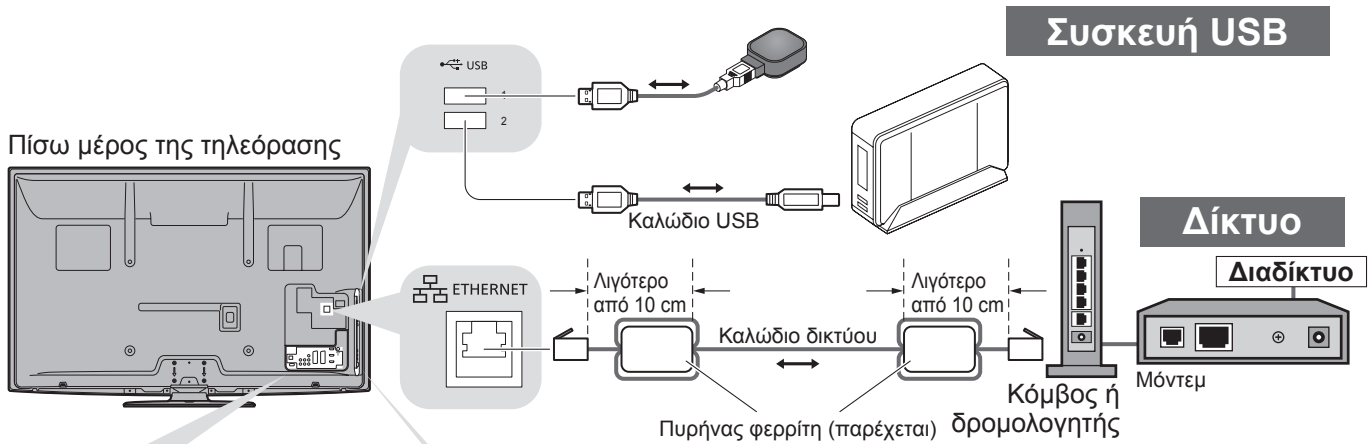 Συσκευή USB
USB
1
2
Πίσω μέρος της τηλεόρασης
Καλώδιο USB
Δίκτυο
Διαδίκτυο
ETHERNET
Λιγότερο
από 10 cm
Λιγότερο
από 10 cm
Καλώδιο δικτύου
Μόντεμ
Κόμβος ή
δρομολογητής
Πυρήνας φερρίτη (παρέχεται)